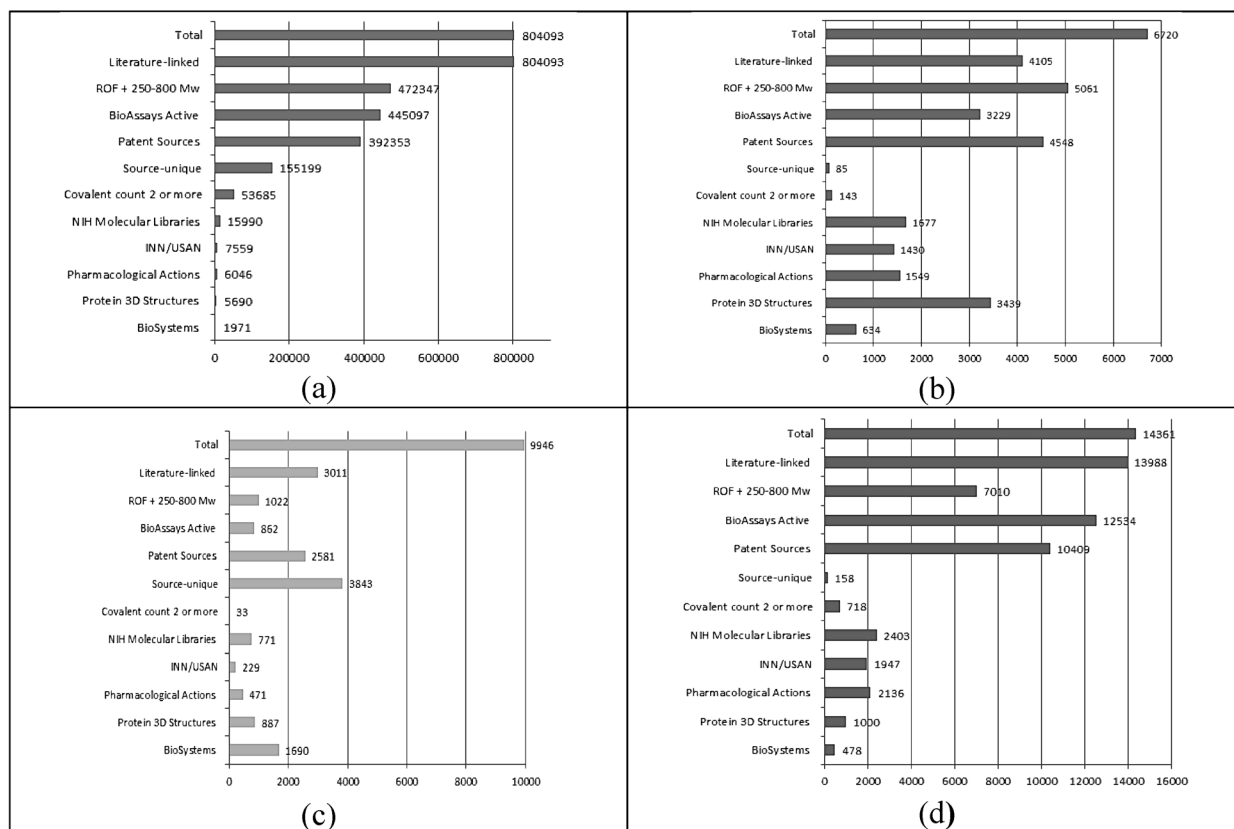 Total 804093
Literature-linked 804093
ROF + 250-800 Mw 472347
BioAssays Active 445097
Patent Sources 392353
Source-unique 155199
Covalent count 2 or more 53685
NIH Molecular Libraries 15990
INN/USAN 7559
Pharmacological Actions 6046
Protein 3D Structures 5690
BioSystems 1971
0 200000 400000 600000 800000
(a)
Total 6720
Literature-linked 4105
ROF + 250-800 Mw 5061
BioAssays Active 3229
Patent Sources 4548
Source-unique 85
Covalent count 2 or more 143
NIH Molecular Libraries 1677
INN/USAN 1430
Pharmacological Actions 1549
Protein 3D Structures 3439
BioSystems 634
0 1000 2000 3000 4000 5000 6000 7000
(b)
Total 9946
Literature-linked 3011
ROF + 250-800 Mw 1022
BioAssays Active 862
Patent Sources 2581
Source-unique 3843
Covalent count 2 or more 33
NIH Molecular Libraries 771
INN/USAN 229
Pharmacological Actions 471
Protein 3D Structures 887
BioSystems 1690
0 2000 4000 6000 8000 10000
(c)
Total 14361
Literature-linked 13988
ROF + 250-800 Mw 7010
BioAssays Active 12534
Patent Sources 10409
Source-unique 158
Covalent count 2 or more 718
NIH Molecular Libraries 2403
INN/USAN 1947
Pharmacological Actions 2136
Protein 3D Structures 1000
BioSystems 478
0 2000 4000 6000 8000 10000 12000 14000 16000
(d)